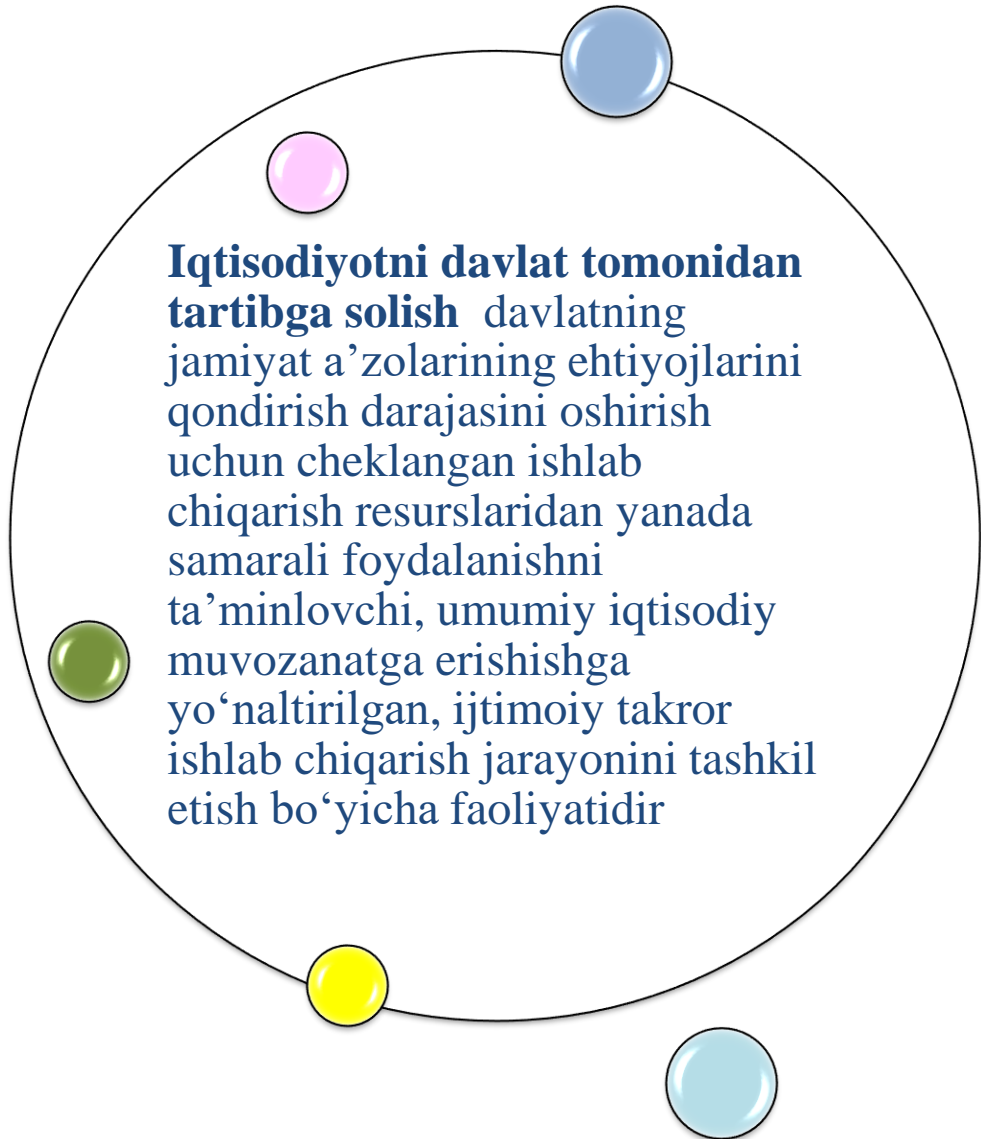 Iqtisodiyotni davlat tomonidan
tartibga solish  davlatning
jamiyat a’zolarining ehtiyojlarini
qondirish darajasini oshirish
uchun cheklangan ishlab
chiqarish resurslaridan yanada
samarali foydalanishni
ta’minlovchi, umumiy iqtisodiy
muvozanatga erishishga
yo‘naltirilgan, ijtimoiy takror
ishlab chiqarish jarayonini tashkil
etish bo‘yicha faoliyatidir